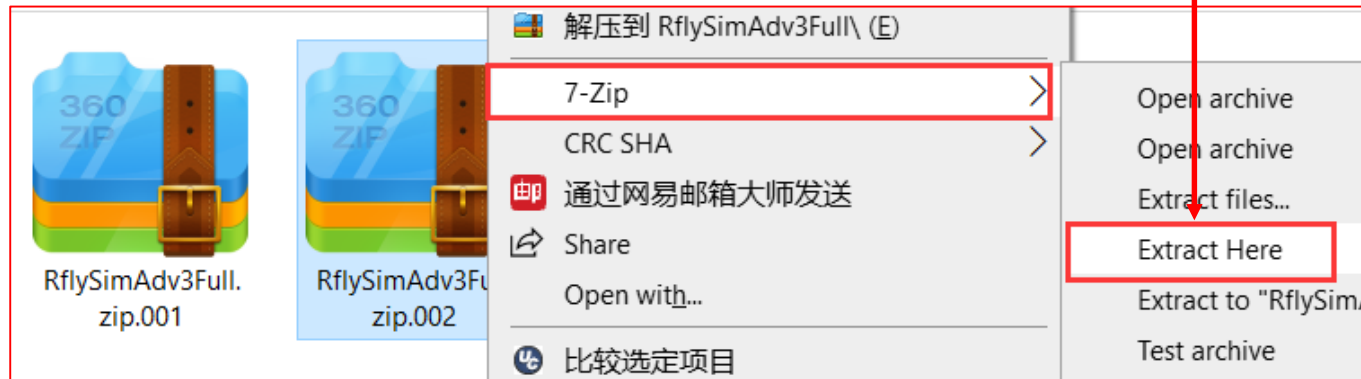 360
ZIP
RflySimAdv3Full.
zip.001
360
ZIP
RflySimAdv3Fu
zip.002
解压到 RflySimAdv3Full\ (E)
7-Zip
CRC SHA
通过网易邮箱大师发送
Share
Open with...
比较选定项目
Open archive
Open archive
Extract files...
Extract Here
Extract to "RflySim
Test archive